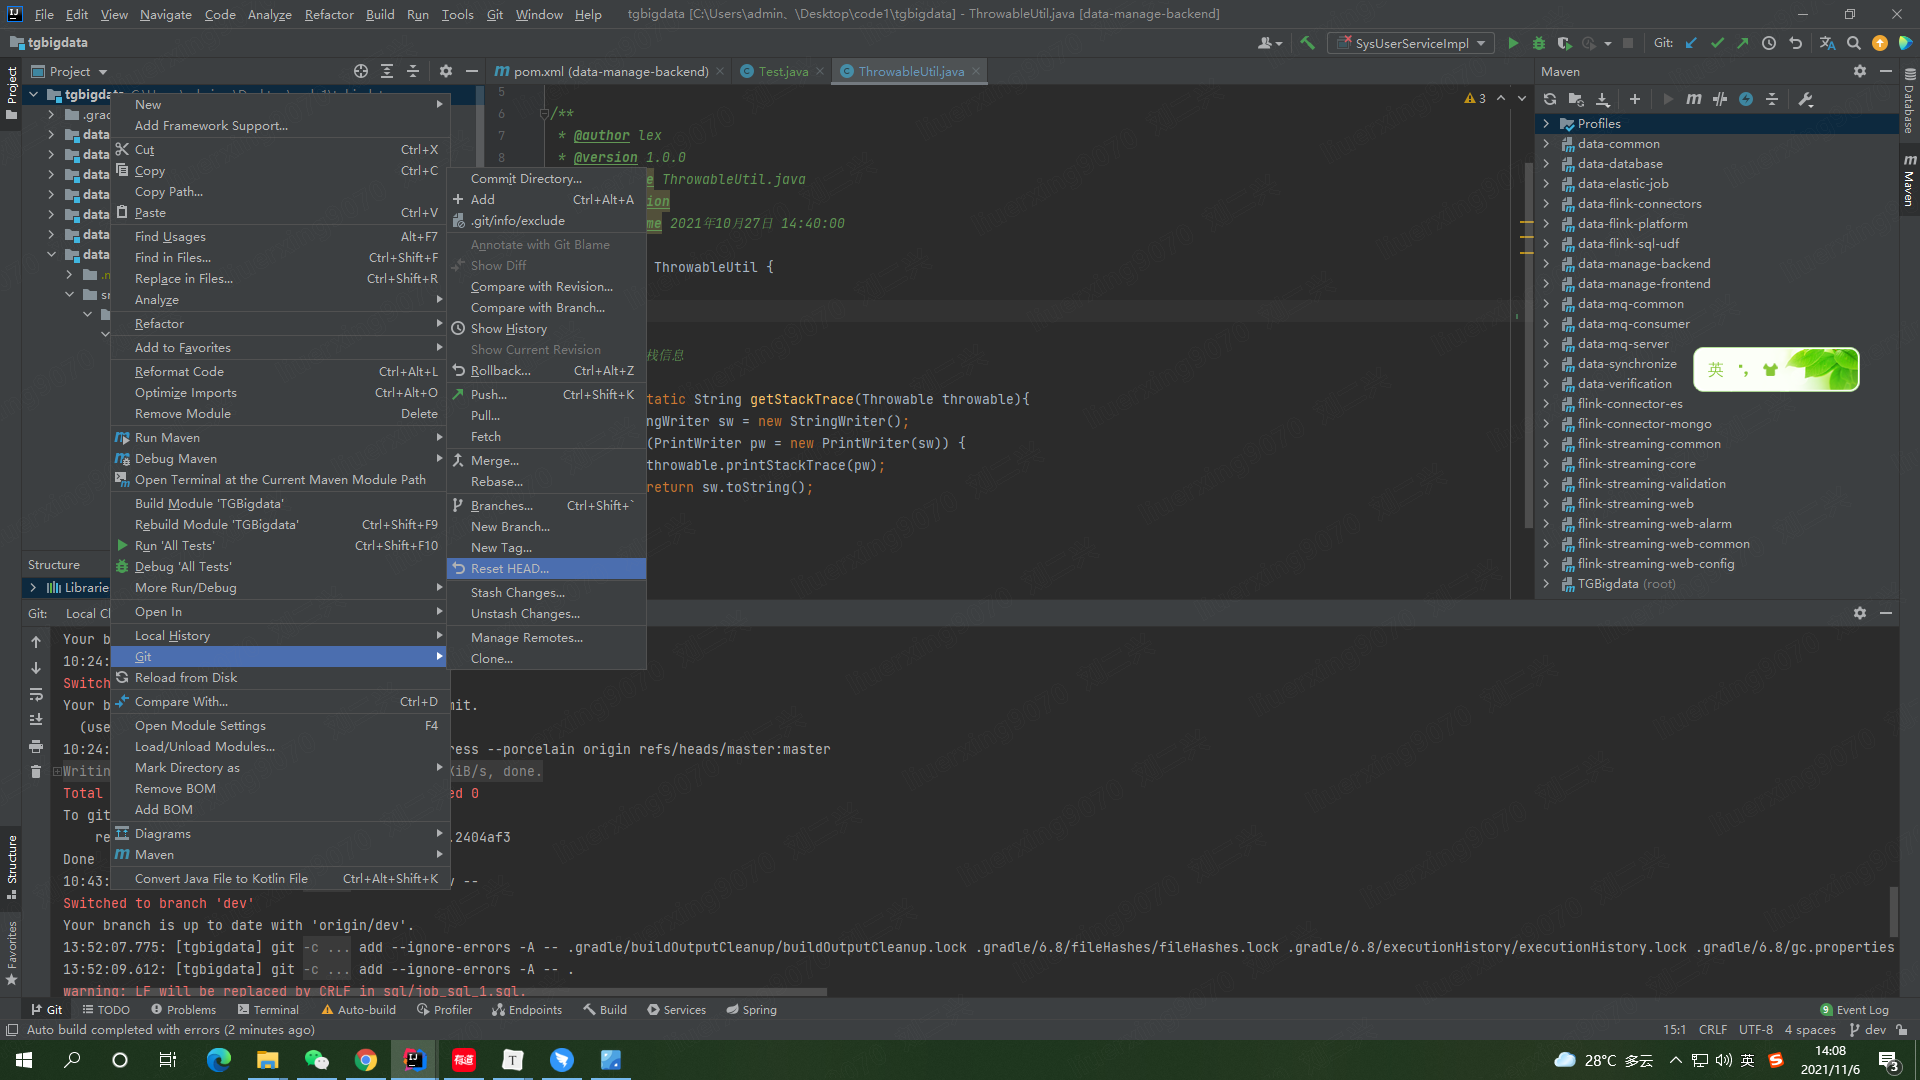 File Edit View Navigate Code Analyze Refactor Build Run Tools Git Window Help tgbigdata [C:\Users\admin、\Desktop\code1\tgbigdata] - ThrowableUtil.java [data-manage-backend]
tgbigdata SysUserServiceImpl Git:
Project pom.xml (data-manage-backend) Test.java ThrowableUtil.java Maven
New
Add Framework Support...
Cut Ctrl+X
Copy Ctrl+C
Copy Path...
Paste Ctrl+V
Find Usages Alt+F7
Find in Files... Ctrl+Shift+F
Replace in Files... Ctrl+Shift+R
Analyze
Refactor
Add to Favorites
Reformat Code Ctrl+Alt+L
Optimize Imports Ctrl+Alt+O
Remove Module Delete
Run Maven
Debug Maven
Open Terminal at the Current Maven Module Path
Build Module 'TGBigdata'
Rebuild Module 'TGBigdata' Ctrl+Shift+F9
Run 'All Tests' Ctrl+Shift+F10
Debug 'All Tests'
More Run/Debug
Open In
Local History
Git
Reload from Disk
Compare With... Ctrl+D
Open Module Settings F4
Load/Unload Modules...
Mark Directory as
Remove BOM
Add BOM
Diagrams
Maven
Convert Java File to Kotlin File Ctrl+Alt+Shift+K
Commit Directory...
Add Ctrl+Alt+A
.git/info/exclude
Annotate with Git Blame
Show Diff
Compare with Revision...
Compare with Branch...
Show History
Show Current Revision
Rollback... Ctrl+Alt+Z
Push... Ctrl+Shift+K
Pull...
Fetch
Merge...
Rebase...
Branches... Ctrl+Shift+`
New Branch...
New Tag...
Reset HEAD...
Stash Changes...
Unstash Changes...
Manage Remotes...
Clone...
5
6 /**
7 * @author lex
8 * @version 1.0.0
ThrowableUtil.java
ion
me 2021年10月27日 14:40:00
ThrowableUtil {
栈信息
tatic String getStackTrace(Throwable throwable){
ngWriter sw = new StringWriter();
(PrintWriter pw = new PrintWriter(sw)) {
throwable.printStackTrace(pw);
return sw.toString();
3
Profiles
data-common
data-database
data-elastic-job
data-flink-connectors
data-flink-platform
data-flink-sql-udf
data-manage-backend
data-manage-frontend
data-mq-common
data-mq-consumer
data-mq-server
data-synchronize
data-verification
flink-connector-es
flink-connector-mongo
flink-streaming-common
flink-streaming-core
flink-streaming-validation
flink-streaming-web
flink-streaming-web-alarm
flink-streaming-web-common
flink-streaming-web-config
TGBigdata (root)
英
Database
Maven
Project
Structure
Favorites
tgbigda
.grad
data
data
data
data
data
data
data
Structure
Librarie
Git: Local C
Your b
10:24:
Switch
Your b mit.
(use
10:24: ress --porcelain origin refs/heads/master:master
Writin KiB/s, done.
Total ed 0
To git
re .2404af3
Done
10:43: --
Switched to branch 'dev'
Your branch is up to date with 'origin/dev'.
13:52:07.775: [tgbigdata] git -c ... add --ignore-errors -A -- .gradle/buildOutputCleanup/buildOutputCleanup.lock .gradle/6.8/fileHashes/fileHashes.lock .gradle/6.8/executionHistory/executionHistory.lock .gradle/6.8/gc.properties
13:52:09.612: [tgbigdata] git -c ... add --ignore-errors -A -- .
warning: LF will be replaced by CRLF in sql/job_sql_1.sql.
Git TODO Problems Terminal Auto-build Profiler Endpoints Build Services Spring 9 Event Log
Auto build completed with errors (2 minutes ago) 15:1 CRLF UTF-8 4 spaces dev
28°C 多云 英 14:08
2021/11/6 3